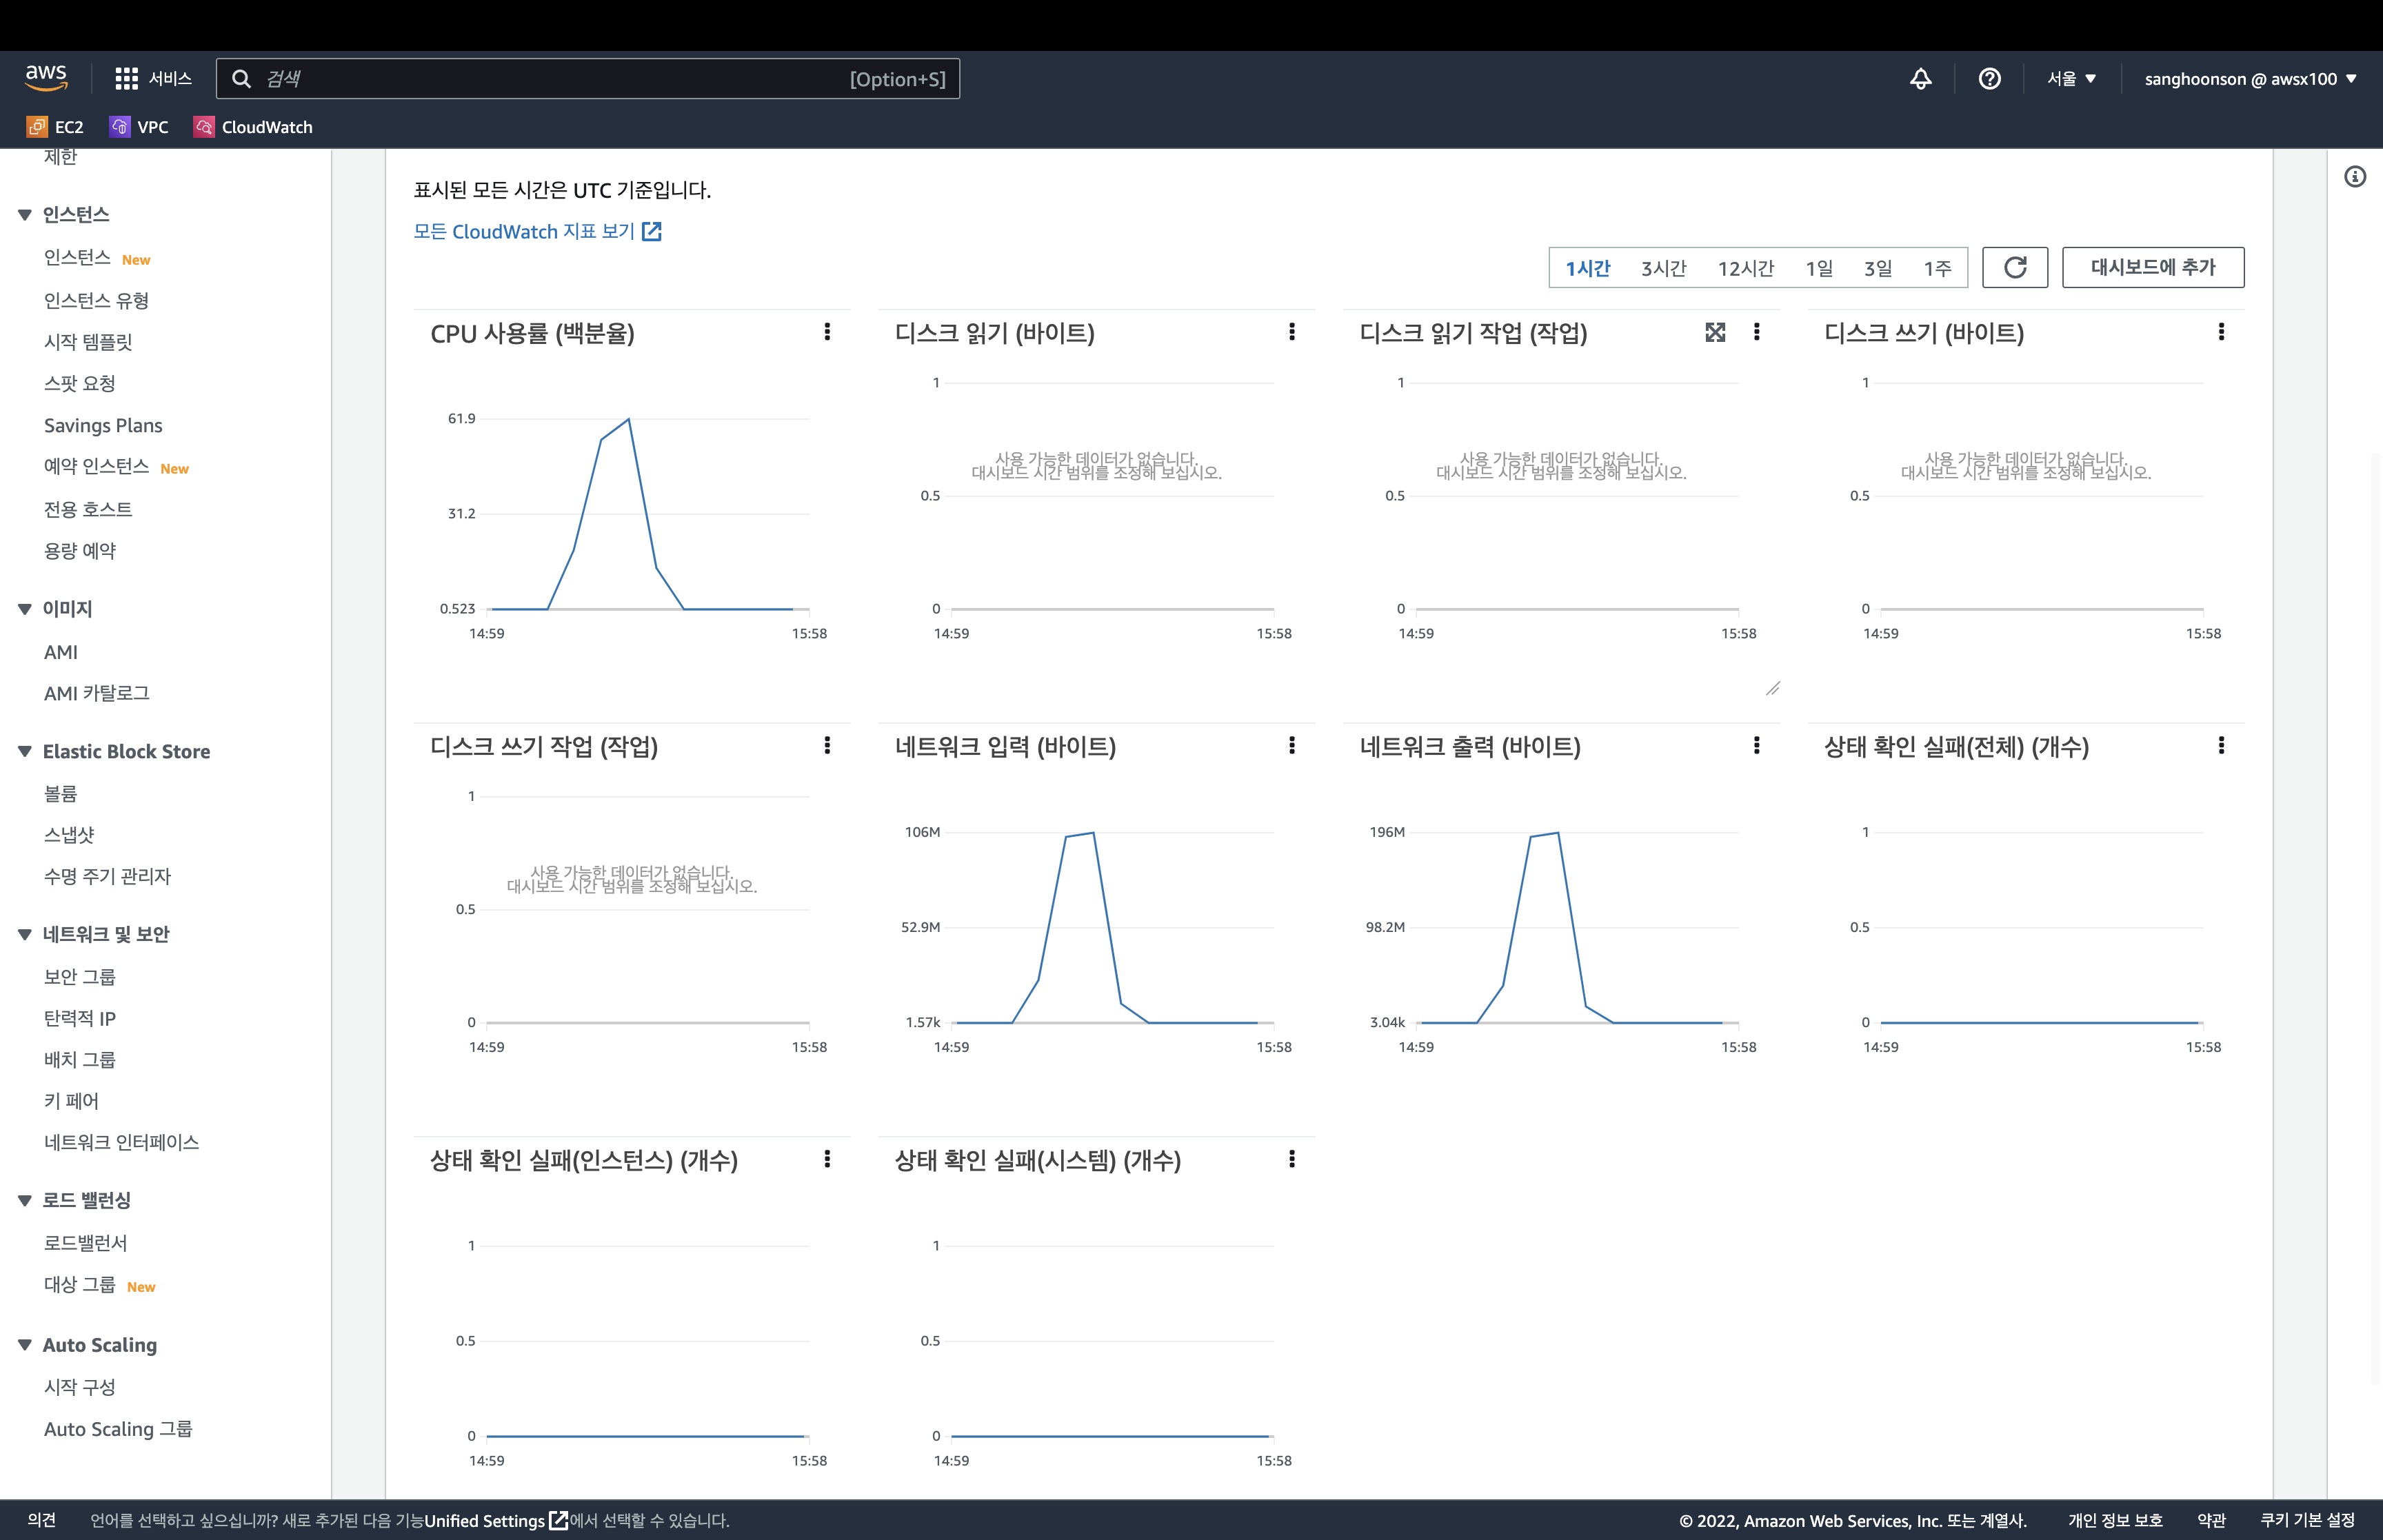 aws
서비스
검색
[Option+S]
서울 ▼
sanghoonson @ awsx100 ▼
EC2
VPC
CloudWatch
제한
인스턴스
인스턴스 New
인스턴스 유형
시작 템플릿
스팟 요청
Savings Plans
예약 인스턴스 New
전용 호스트
용량 예약
이미지
AMI
AMI 카탈로그
Elastic Block Store
볼륨
스냅샷
수명 주기 관리자
네트워크 및 보안
보안 그룹
탄력적 IP
배치 그룹
키 페어
네트워크 인터페이스
로드 밸런싱
로드밸런서
대상 그룹 New
Auto Scaling
시작 구성
Auto Scaling 그룹
표시된 모든 시간은 UTC 기준입니다.
모든 CloudWatch 지표 보기
1시간 3시간 12시간 1일 3일 1주
대시보드에 추가
CPU 사용률 (백분율)
61.9
31.2
0.523
14:59 15:58
디스크 읽기 (바이트)
1
사용 가능한 데이터가 없습니다.
대시보드 시간 범위를 조정해 보십시오.
0.5
0
14:59 15:58
디스크 읽기 작업 (작업)
1
사용 가능한 데이터가 없습니다.
대시보드 시간 범위를 조정해 보십시오.
0.5
0
14:59 15:58
디스크 쓰기 (바이트)
1
사용 가능한 데이터가 없습니다.
대시보드 시간 범위를 조정해 보십시오.
0.5
0
14:59 15:58
디스크 쓰기 작업 (작업)
1
사용 가능한 데이터가 없습니다.
대시보드 시간 범위를 조정해 보십시오.
0.5
0
14:59 15:58
네트워크 입력 (바이트)
106M
52.9M
1.57k
14:59 15:58
네트워크 출력 (바이트)
196M
98.2M
3.04k
14:59 15:58
상태 확인 실패(전체) (개수)
1
0.5
0
14:59 15:58
상태 확인 실패(인스턴스) (개수)
1
0.5
0
14:59 15:58
상태 확인 실패(시스템) (개수)
1
0.5
0
14:59 15:58
의견
언어를 선택하고 싶으십니까? 새로 추가된 다음 기능Unified Settings에서 선택할 수 있습니다.
© 2022, Amazon Web Services, Inc. 또는 계열사.
개인 정보 보호
약관
쿠키 기본 설정